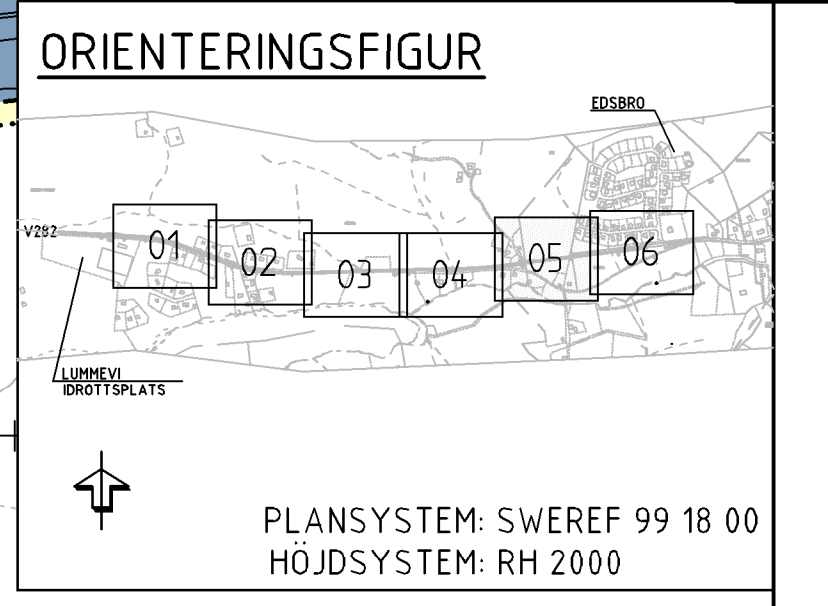 ORIENTERINGSFIGUR
EDSBRO
V282
01
02
03
04
05
06
LUMMEVI
IDROTTSPLATS
PLANSYSTEM: SWEREF 99 18 00
HÖJDSYSTEM: RH 2000